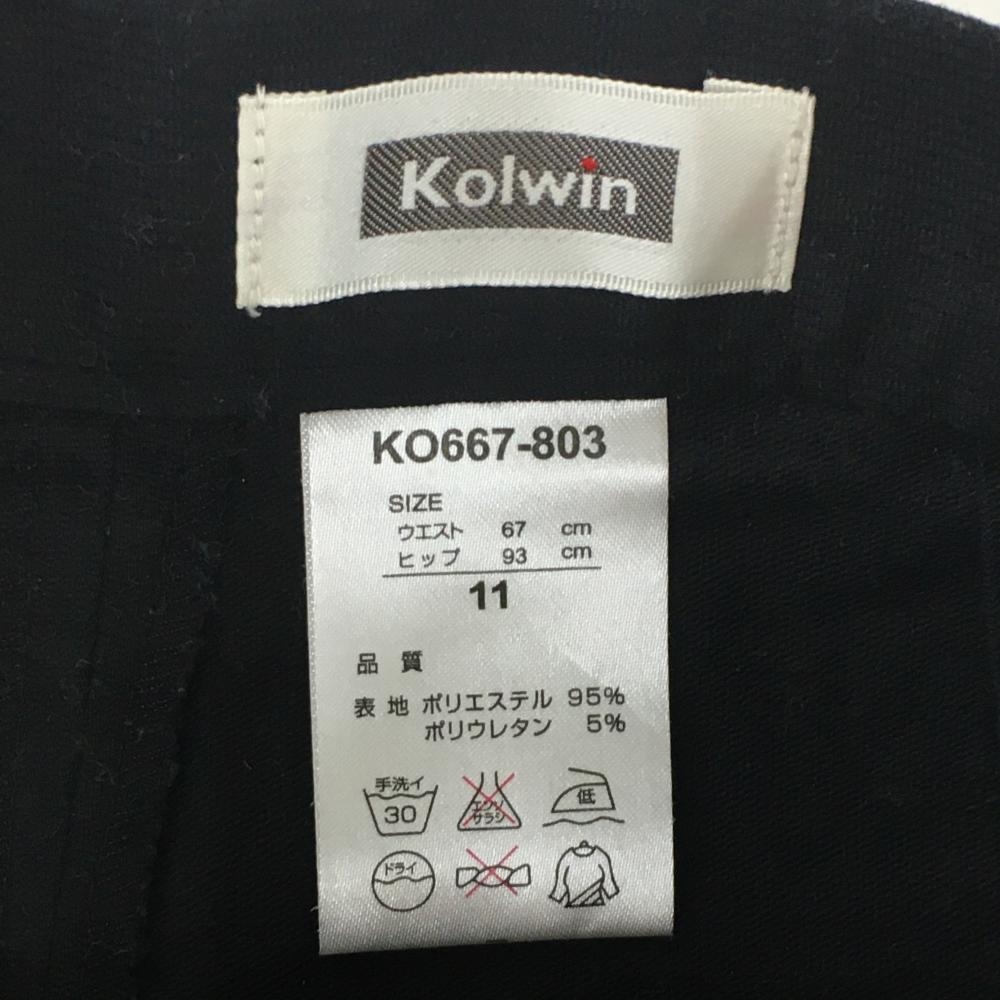 Kolwin
KO667-803
SIZE
ウエスト 67 cm
ヒップ 93 cm
11
品 質
表 地 ポリエステル 95%
ポリウレタン 5%
手洗イ
30
エンソ
サラシ
低
ドライ